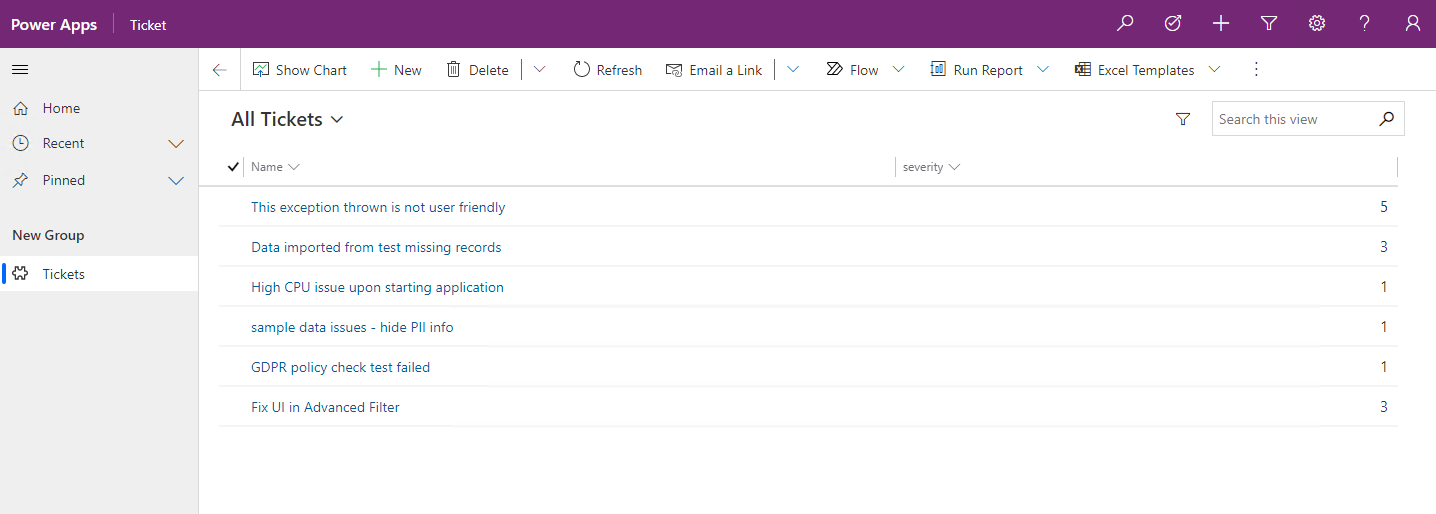 Power Apps Ticket
Show Chart New Delete Refresh Email a Link Flow Run Report Excel Templates
Home
Recent
Pinned
New Group
Tickets
All Tickets Search this view
Name severity
This exception thrown is not user friendly 5
Data imported from test missing records 3
High CPU issue upon starting application 1
sample data issues - hide PII info 1
GDPR policy check test failed 1
Fix UI in Advanced Filter 3